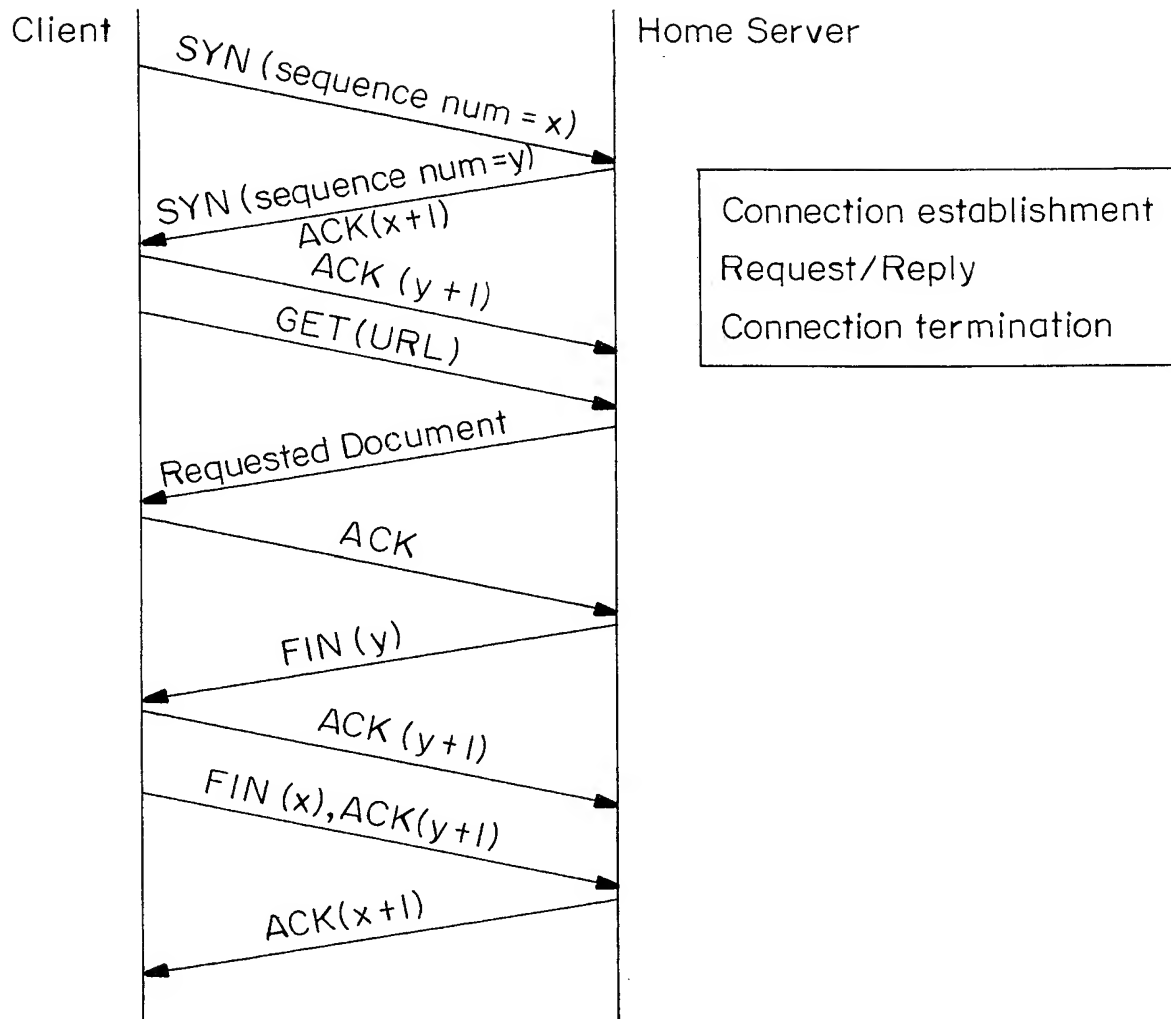 Client
Home Server
SYN (sequence num = x)
SYN (sequence num=y)
ACK(x+1)
ACK (y+1)
GET(URL)
Requested Document
ACK
FIN (y)
ACK (y+1)
FIN (x), ACK(y+1)
ACK(x+1)
Connection establishment
Request/Reply
Connection termination